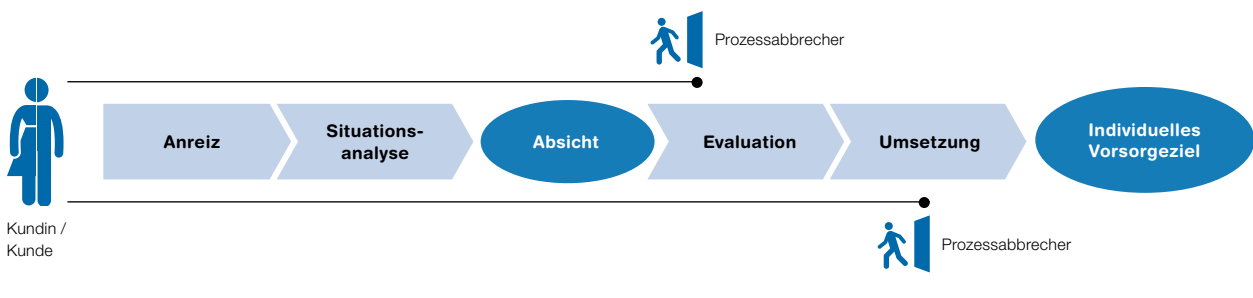 Prozessabbrecher
Anreiz
Situations-
analyse
Absicht
Evaluation
Umsetzung
Individuelles
Vorsorgeziel
Kundin /
Kunde
Prozessabbrecher